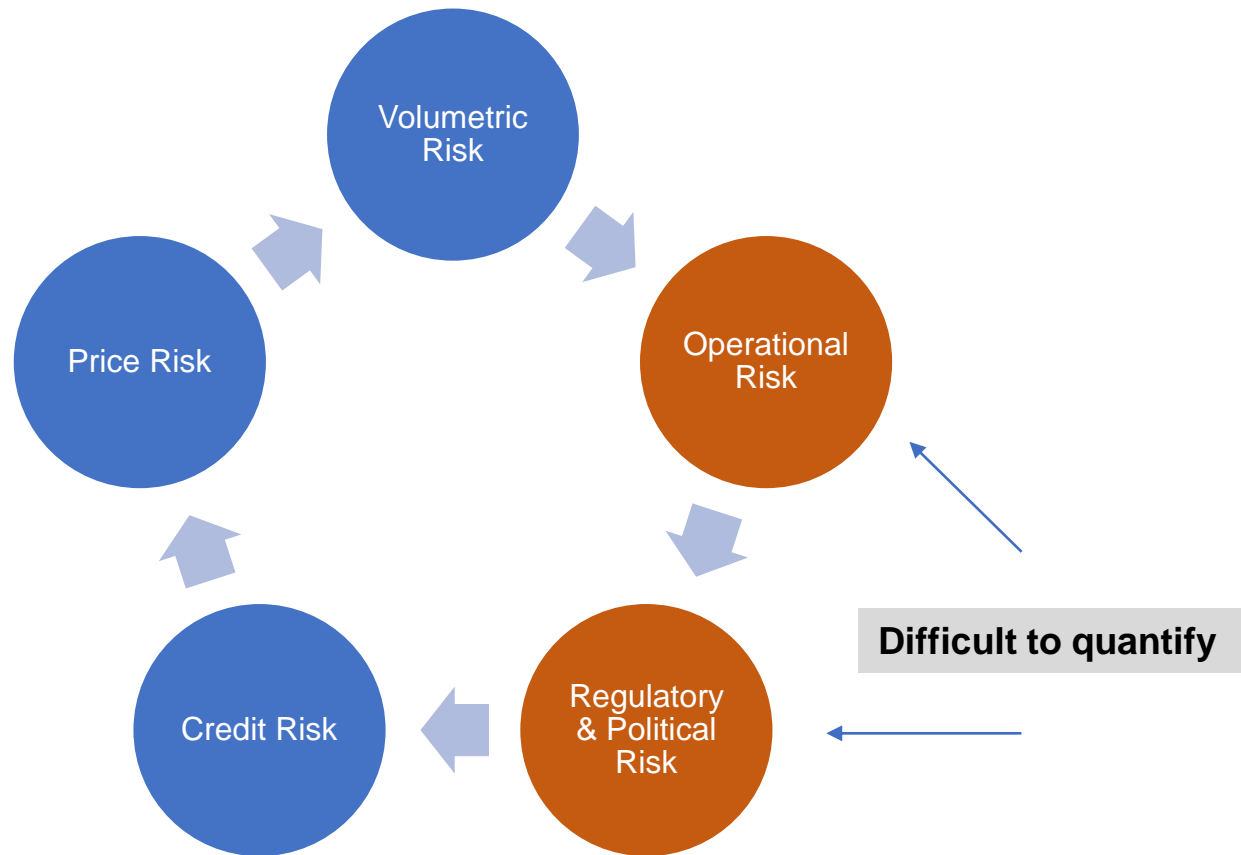 Volumetric
Risk
Price Risk
Operational
Risk
Difficult to quantify
Regulatory
& Political
Risk
Credit Risk